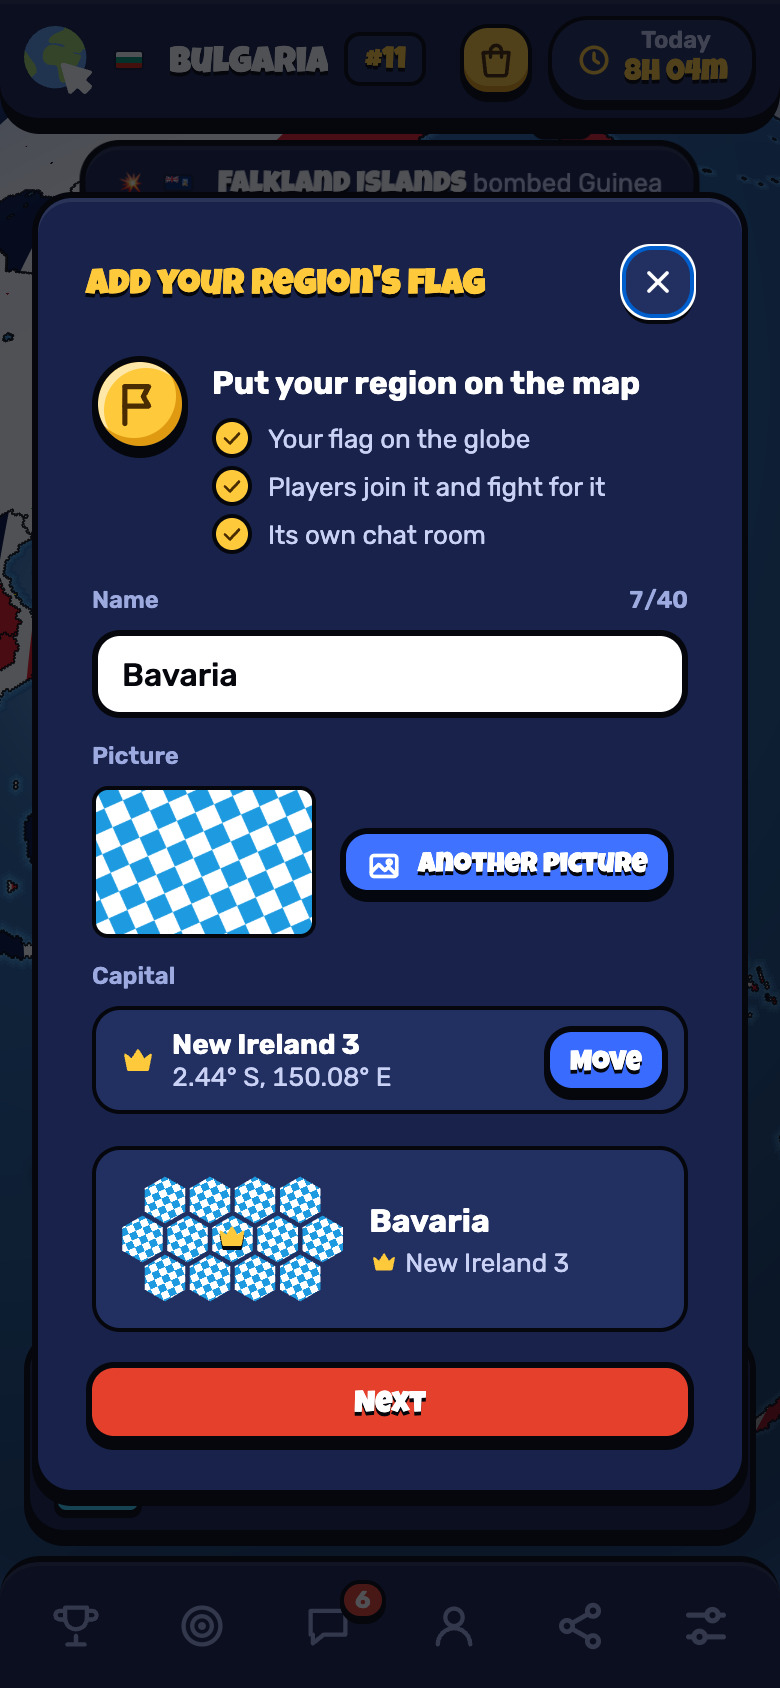 BULGARIA
#11
Today
8H 04m
FALKLAND ISLANDS bombed Guinea
ADD YOUR REGION'S FLAG
Put your region on the map
Your flag on the globe
Players join it and fight for it
Its own chat room
Name
7/40
Bavaria
Picture
ANOTHER PICTURE
Capital
New Ireland 3
2.44° S, 150.08° E
Move
Bavaria
New Ireland 3
Next
6
8